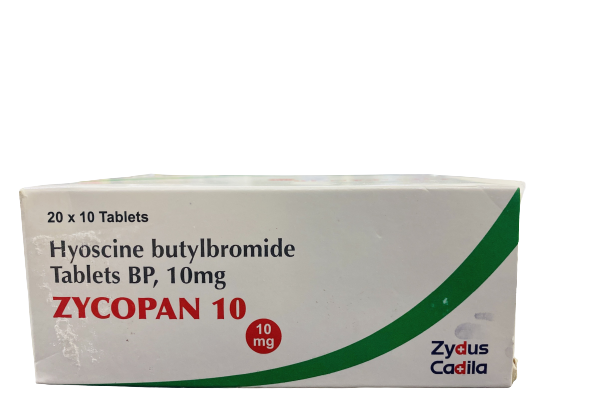 20 x 10 Tablets
Hyoscine butylbromide
Tablets BP, 10mg
ZYCOPAN 10
10
mg
Zydus
Cadila